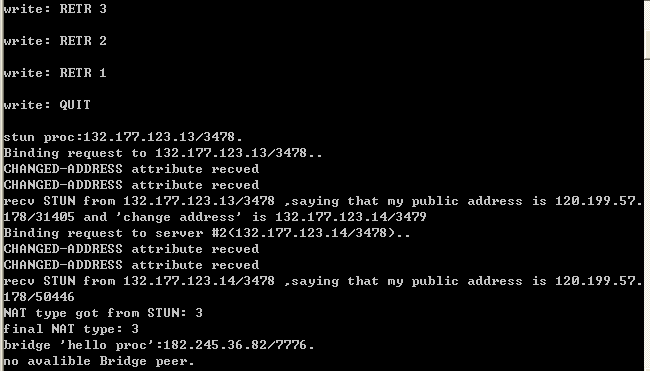 write: RETR 3
write: RETR 2
write: RETR 1
write: QUIT
stun proc:132.177.123.13/3478.
Binding request to 132.177.123.13/3478..
CHANGED-ADDRESS attribute recved
CHANGED-ADDRESS attribute recved
recv STUN from 132.177.123.13/3478 ,saying that my public address is 120.199.57.
178/31405 and 'change address' is 132.177.123.14/3479
Binding request to server #2(132.177.123.14/3478)..
CHANGED-ADDRESS attribute recved
CHANGED-ADDRESS attribute recved
recv STUN from 132.177.123.14/3478 ,saying that my public address is 120.199.57.
178/50446
NAT type got from STUN: 3
final NAT type: 3
bridge 'hello proc':182.245.36.82/7776.
no avalible Bridge peer.